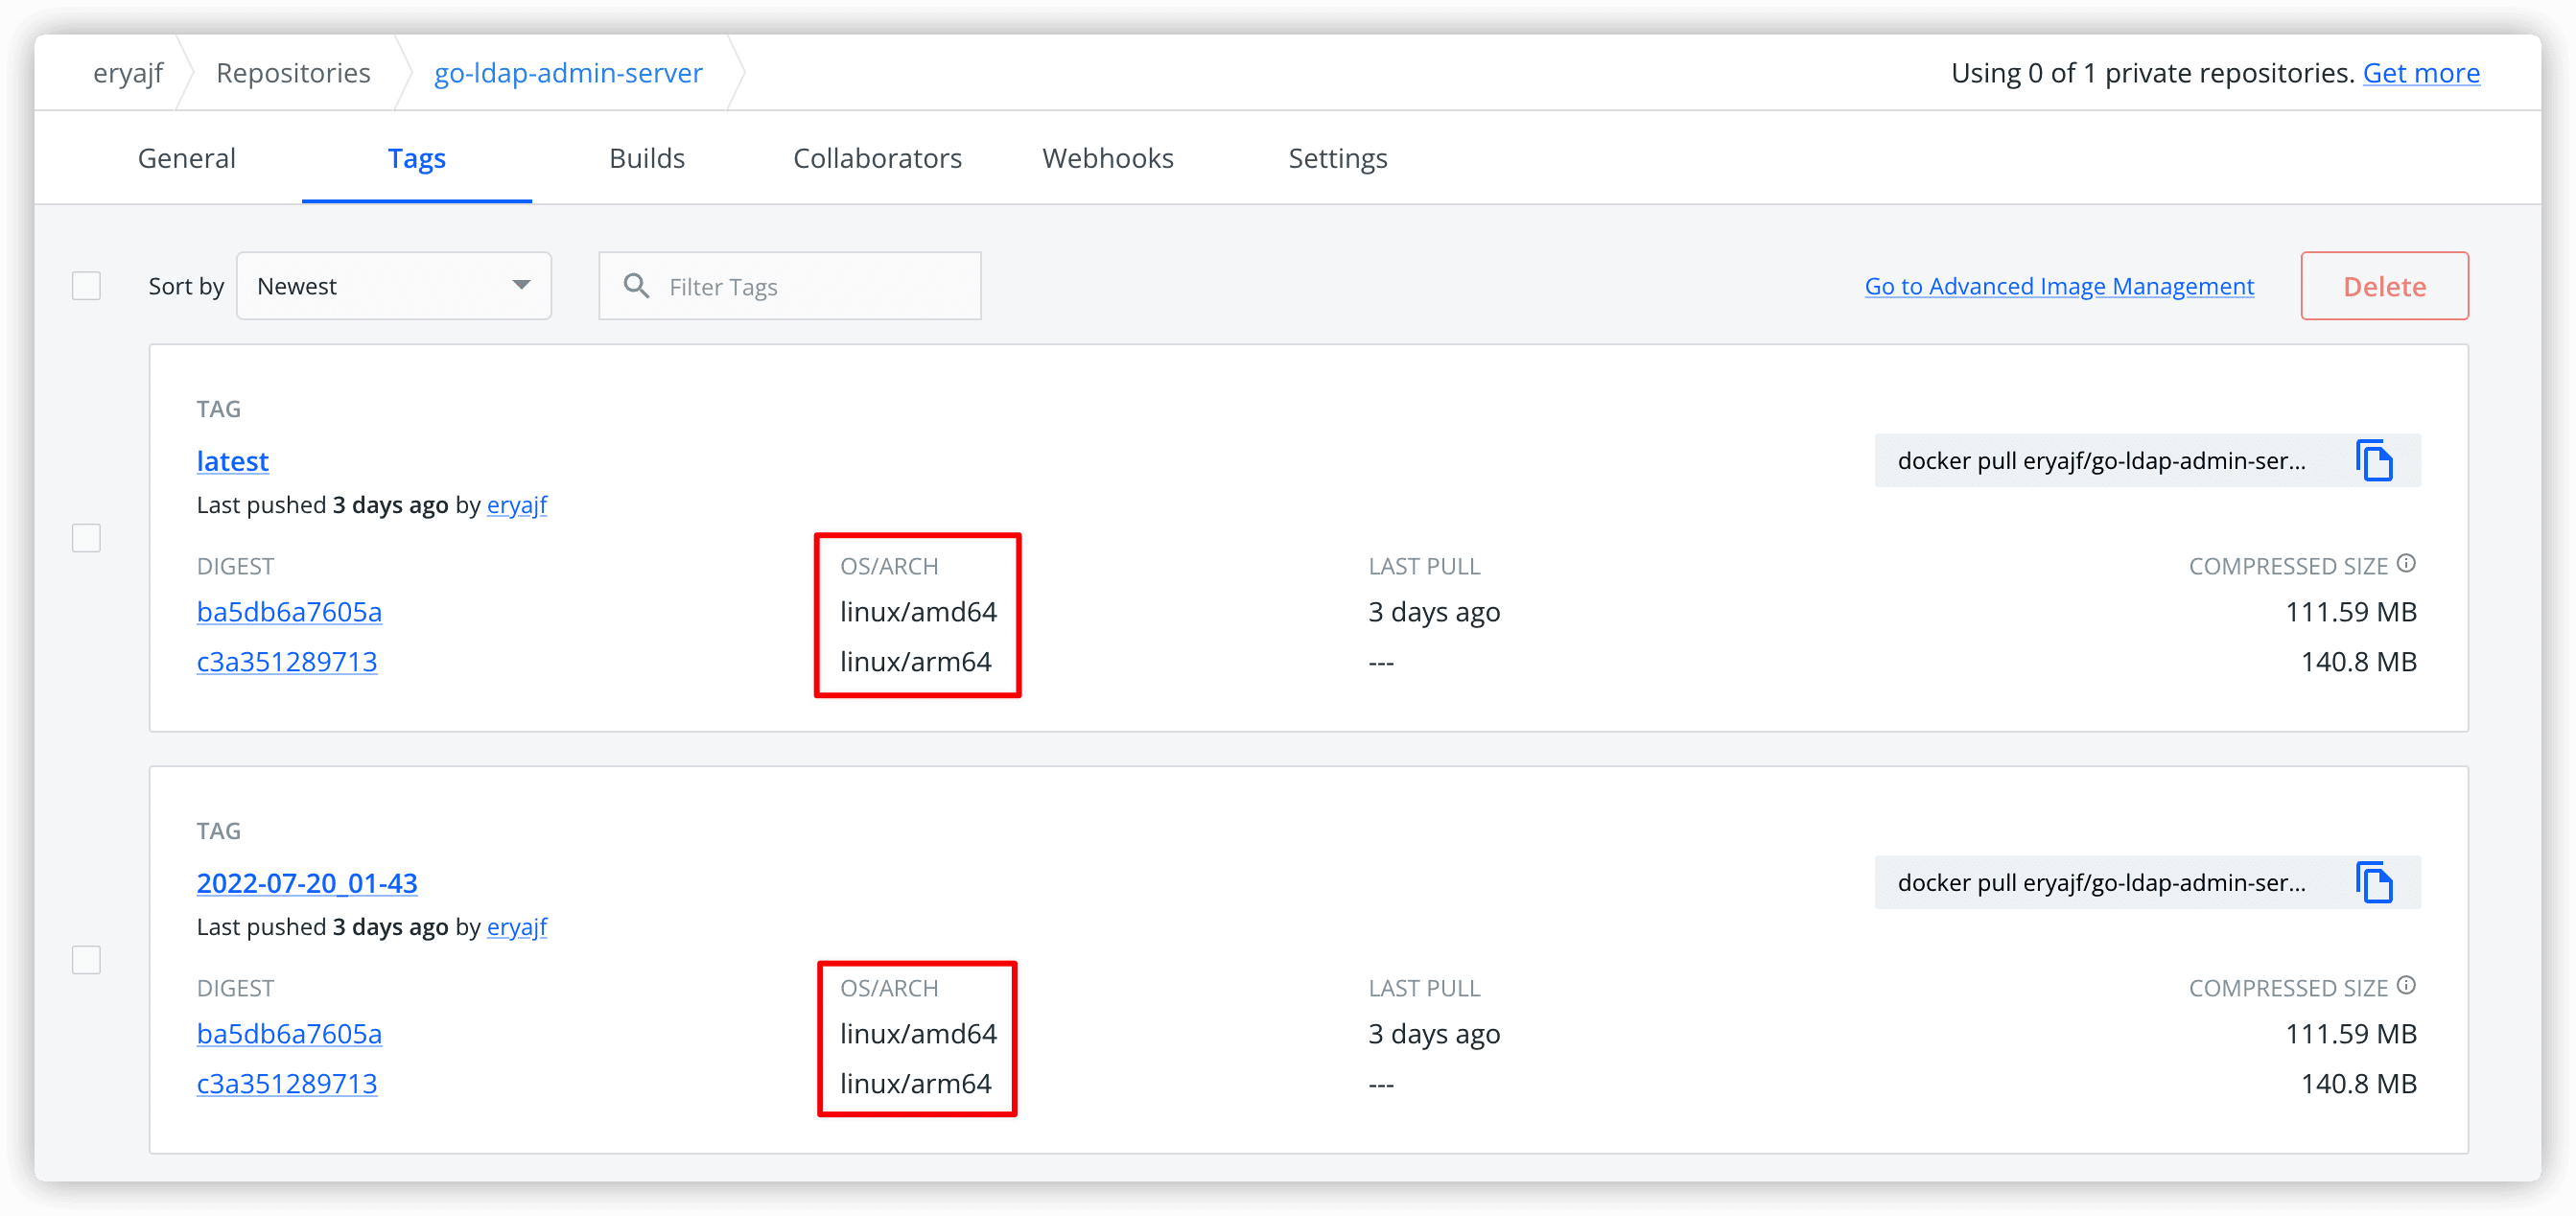 eryajf Repositories go-ldap-admin-server Using 0 of 1 private repositories. Get more
General Tags Builds Collaborators Webhooks Settings
Sort by Newest Filter Tags Go to Advanced Image Management Delete
TAG
latest docker pull eryajf/go-ldap-admin-ser...
Last pushed 3 days ago by eryajf
DIGEST OS/ARCH LAST PULL COMPRESSED SIZE
ba5db6a7605a linux/amd64 3 days ago 111.59 MB
c3a351289713 linux/arm64 --- 140.8 MB
TAG
2022-07-20_01-43 docker pull eryajf/go-ldap-admin-ser...
Last pushed 3 days ago by eryajf
DIGEST OS/ARCH LAST PULL COMPRESSED SIZE
ba5db6a7605a linux/amd64 3 days ago 111.59 MB
c3a351289713 linux/arm64 --- 140.8 MB